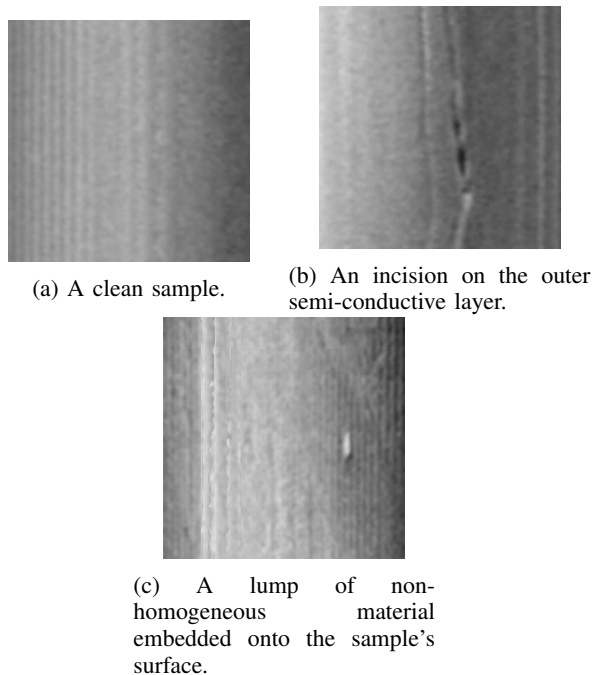 (a) A clean sample.
(b) An incision on the outer
semi-conductive layer.
(c) A lump of non-
homogeneous material
embedded onto the sample's
surface.